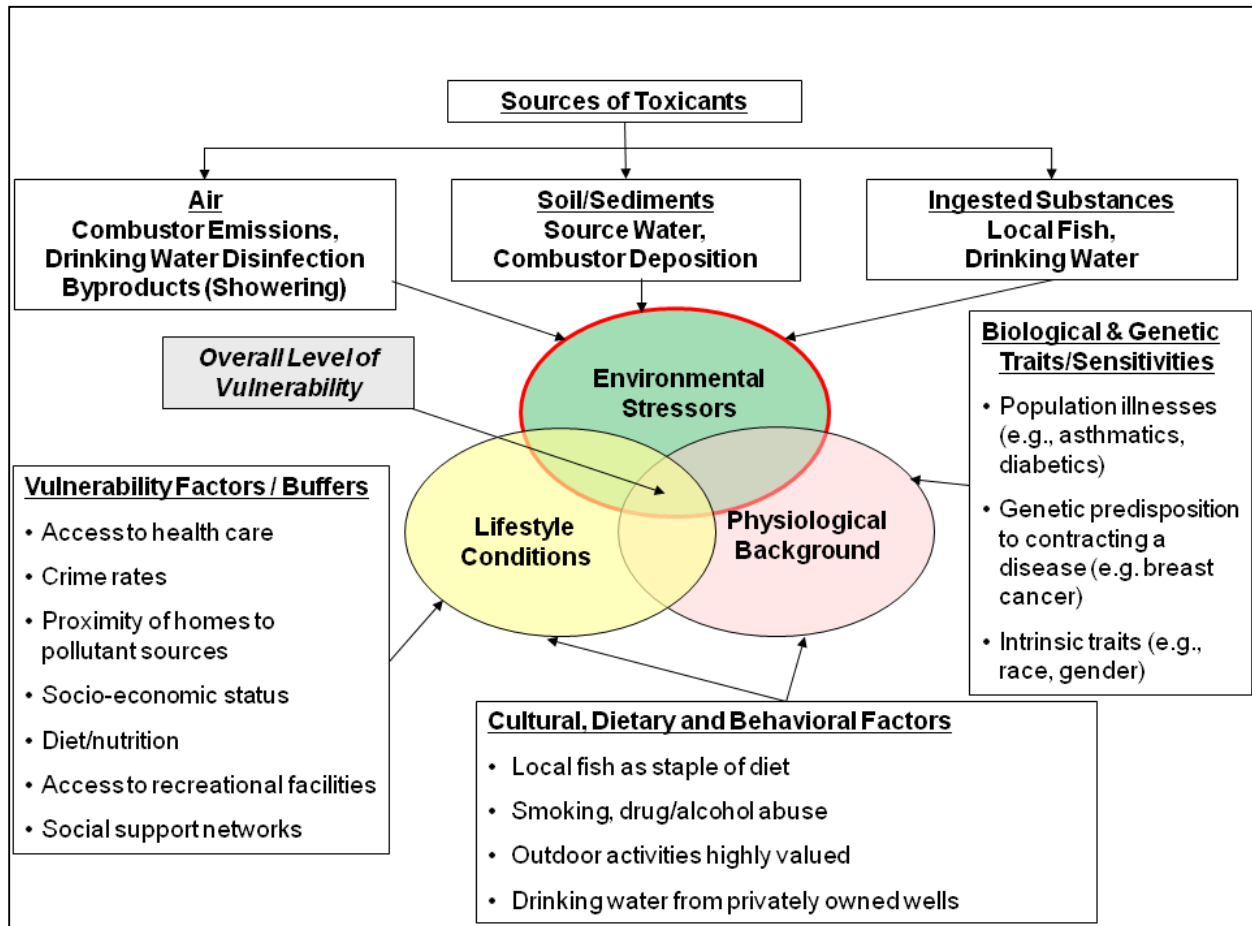 Sources of Toxicants
Air
Combustor Emissions,
Drinking Water Disinfection
Byproducts (Showering)
Soil/Sediments
Source Water,
Combustor Deposition
Ingested Substances
Local Fish,
Drinking Water
Overall Level of
Vulnerability
Environmental
Stressors
Lifestyle
Conditions
Physiological
Background
Biological & Genetic
Traits/Sensitivities
• Population illnesses
(e.g., asthmatics,
diabetics)
• Genetic predisposition
to contracting a
disease (e.g. breast
cancer)
• Intrinsic traits (e.g.,
race, gender)
Vulnerability Factors / Buffers
• Access to health care
• Crime rates
• Proximity of homes to
pollutant sources
• Socio-economic status
• Diet/nutrition
• Access to recreational facilities
• Social support networks
Cultural, Dietary and Behavioral Factors
• Local fish as staple of diet
• Smoking, drug/alcohol abuse
• Outdoor activities highly valued
• Drinking water from privately owned wells